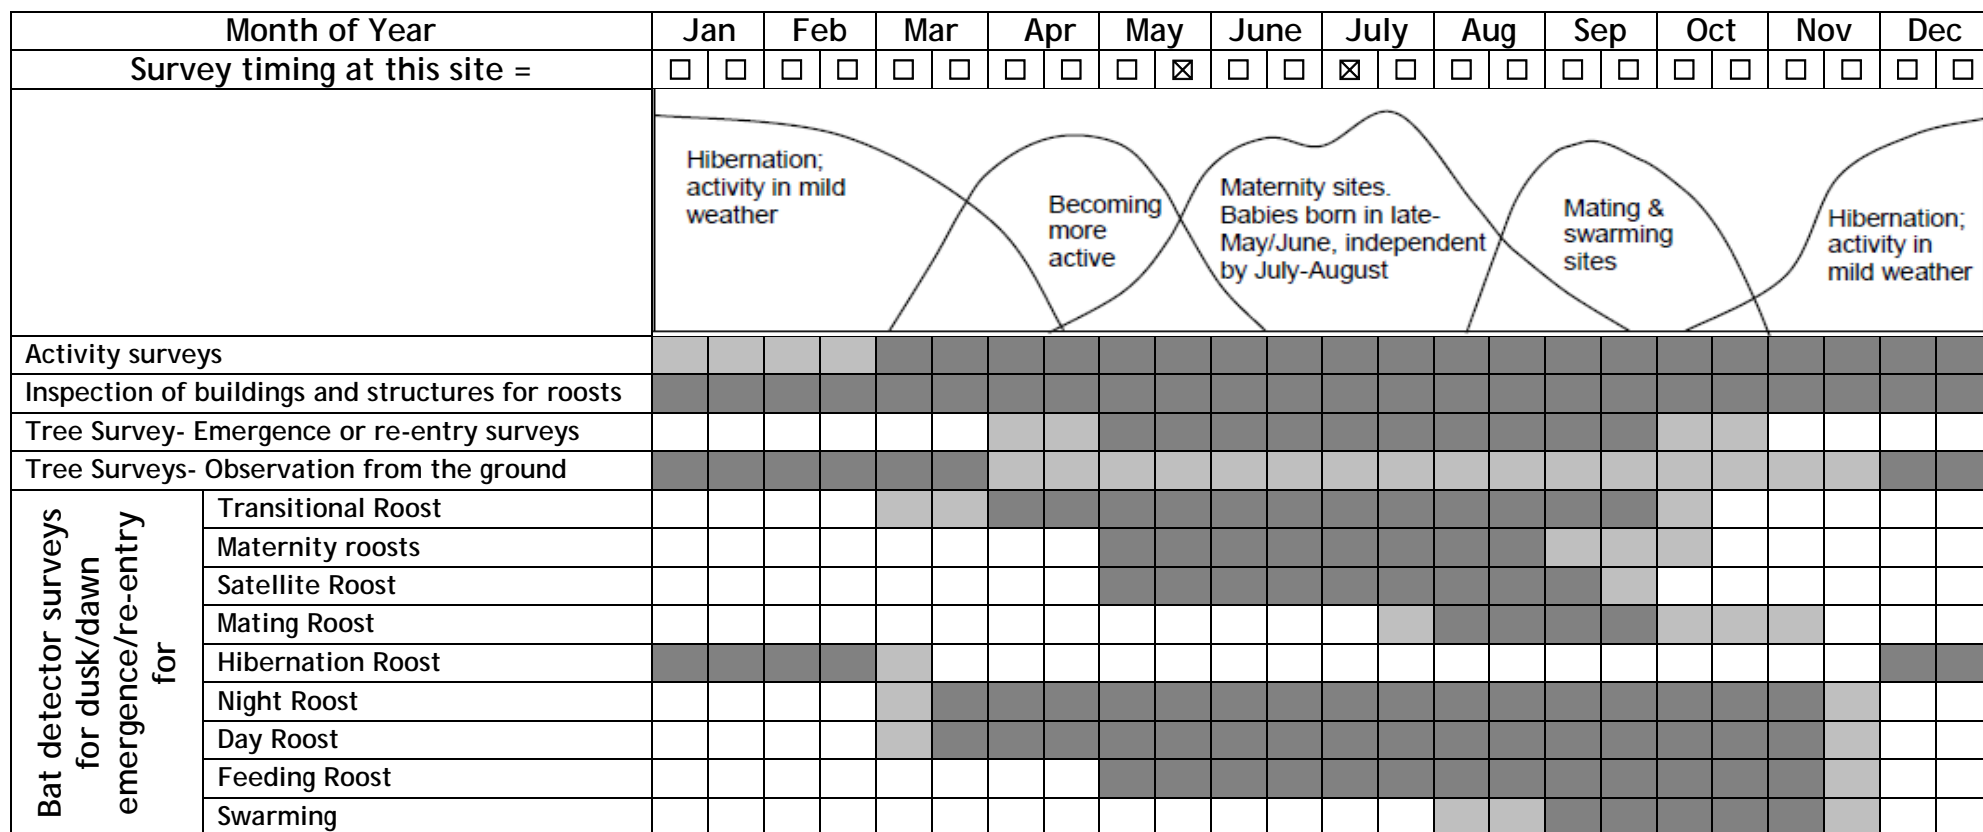 Month of Year Jan Feb Mar Apr May June July Aug Sep Oct Nov Dec
Survey timing at this site = ☐ ☐ ☐ ☐ ☐ ☐ ☐ ☐ ☐ ☒ ☐ ☐ ☒ ☐ ☐ ☐ ☐ ☐ ☐ ☐ ☐ ☐ ☐ ☐
Hibernation;
activity in mild
weather
Becoming
more
active
Maternity sites.
Babies born in late-
May/June, independent
by July-August
Mating &
swarming
sites
Hibernation;
activity in
mild weather
Activity surveys
Inspection of buildings and structures for roosts
Tree Survey- Emergence or re-entry surveys
Tree Surveys- Observation from the ground
Bat detector surveys
for dusk/dawn
emergence/re-entry
for
Transitional Roost
Maternity roosts
Satellite Roost
Mating Roost
Hibernation Roost
Night Roost
Day Roost
Feeding Roost
Swarming